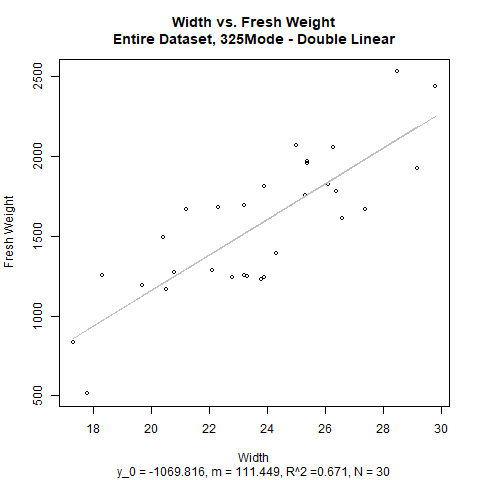 Width vs. Fresh Weight
Entire Dataset, 325Mode - Double Linear
Fresh Weight
2500
2000
1500
1000
500
18 20 22 24 26 28 30
Width
y_0 = -1069.816, m = 111.449, R^2 =0.671, N = 30